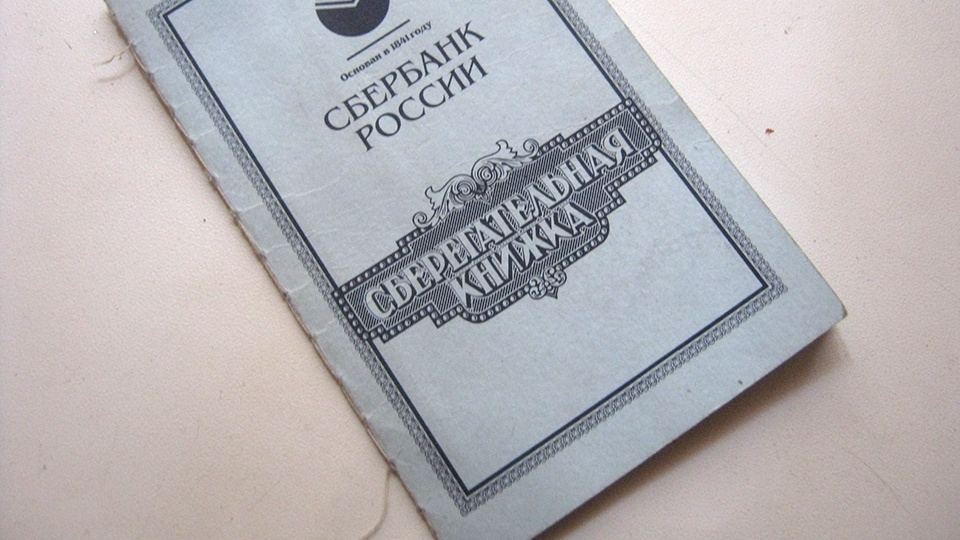 Основан в 1841 году
СБЕРБАНК
РОССИИ
СБЕРЕГАТЕЛЬНАЯ
КНИЖКА